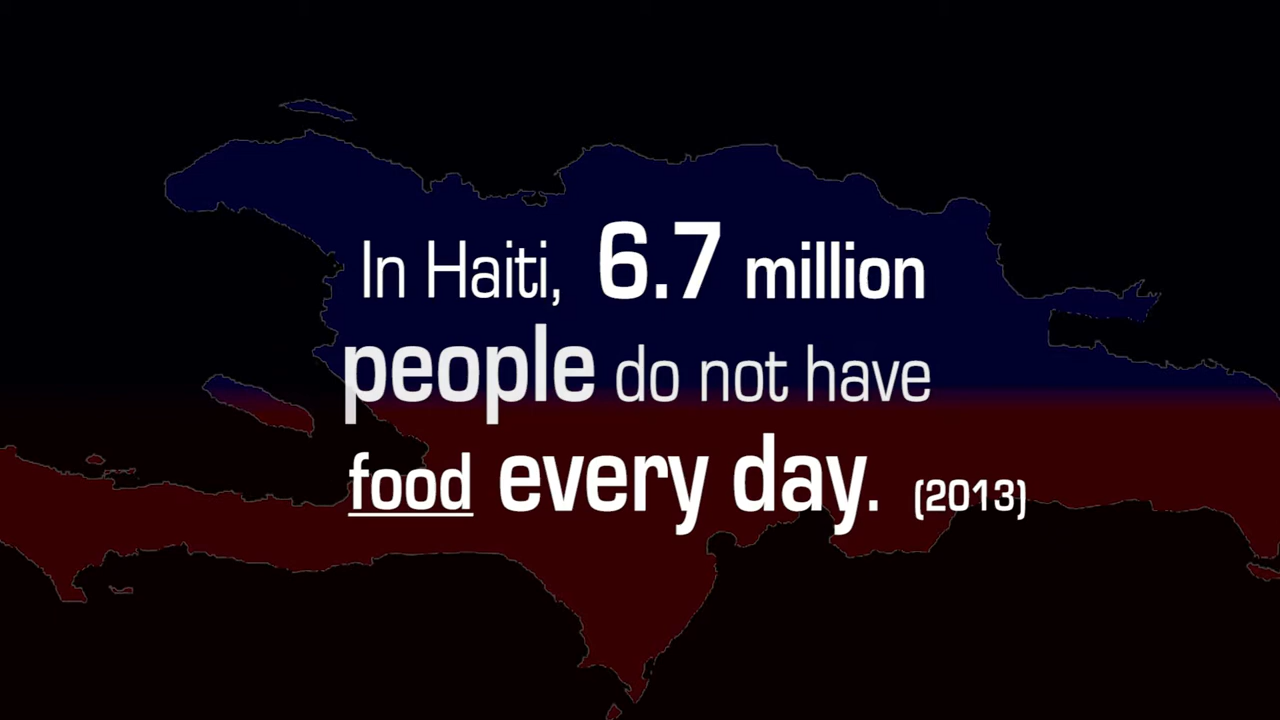 In Haiti, 6.7 million
people do not have
food every day. (2013)